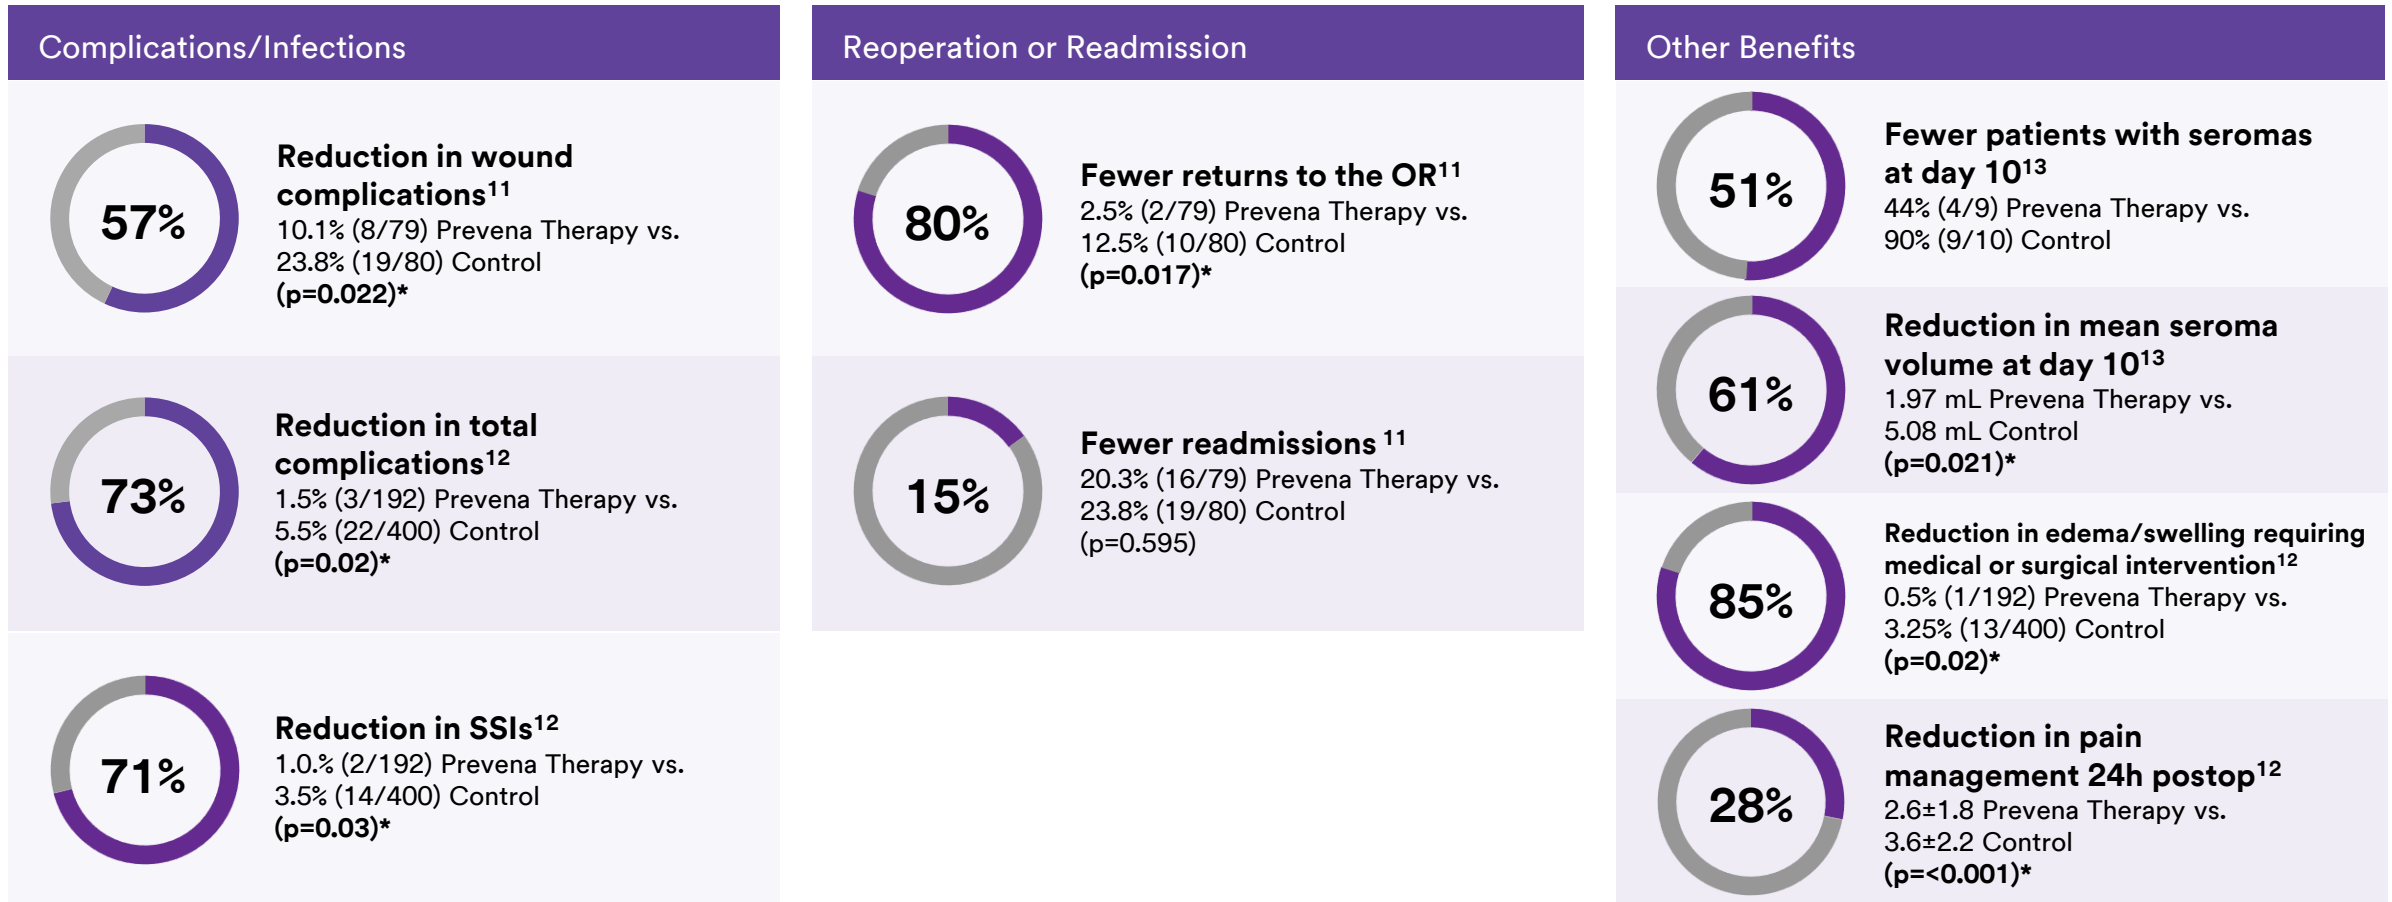 Complications/Infections
57%
Reduction in wound
complications¹¹
10.1% (8/79) Prevena Therapy vs.
23.8% (19/80) Control
(p=0.022)*
73%
Reduction in total
complications¹²
1.5% (3/192) Prevena Therapy vs.
5.5% (22/400) Control
(p=0.02)*
71%
Reduction in SSIs¹²
1.0.% (2/192) Prevena Therapy vs.
3.5% (14/400) Control
(p=0.03)*
Reoperation or Readmission
80%
Fewer returns to the OR¹¹
2.5% (2/79) Prevena Therapy vs.
12.5% (10/80) Control
(p=0.017)*
15%
Fewer readmissions ¹¹
20.3% (16/79) Prevena Therapy vs.
23.8% (19/80) Control
(p=0.595)
Other Benefits
51%
Fewer patients with seromas
at day 10¹³
44% (4/9) Prevena Therapy vs.
90% (9/10) Control
61%
Reduction in mean seroma
volume at day 10¹³
1.97 mL Prevena Therapy vs.
5.08 mL Control
(p=0.021)*
85%
Reduction in edema/swelling requiring
medical or surgical intervention¹²
0.5% (1/192) Prevena Therapy vs.
3.25% (13/400) Control
(p=0.02)*
28%
Reduction in pain
management 24h postop¹²
2.6±1.8 Prevena Therapy vs.
3.6±2.2 Control
(p=<0.001)*